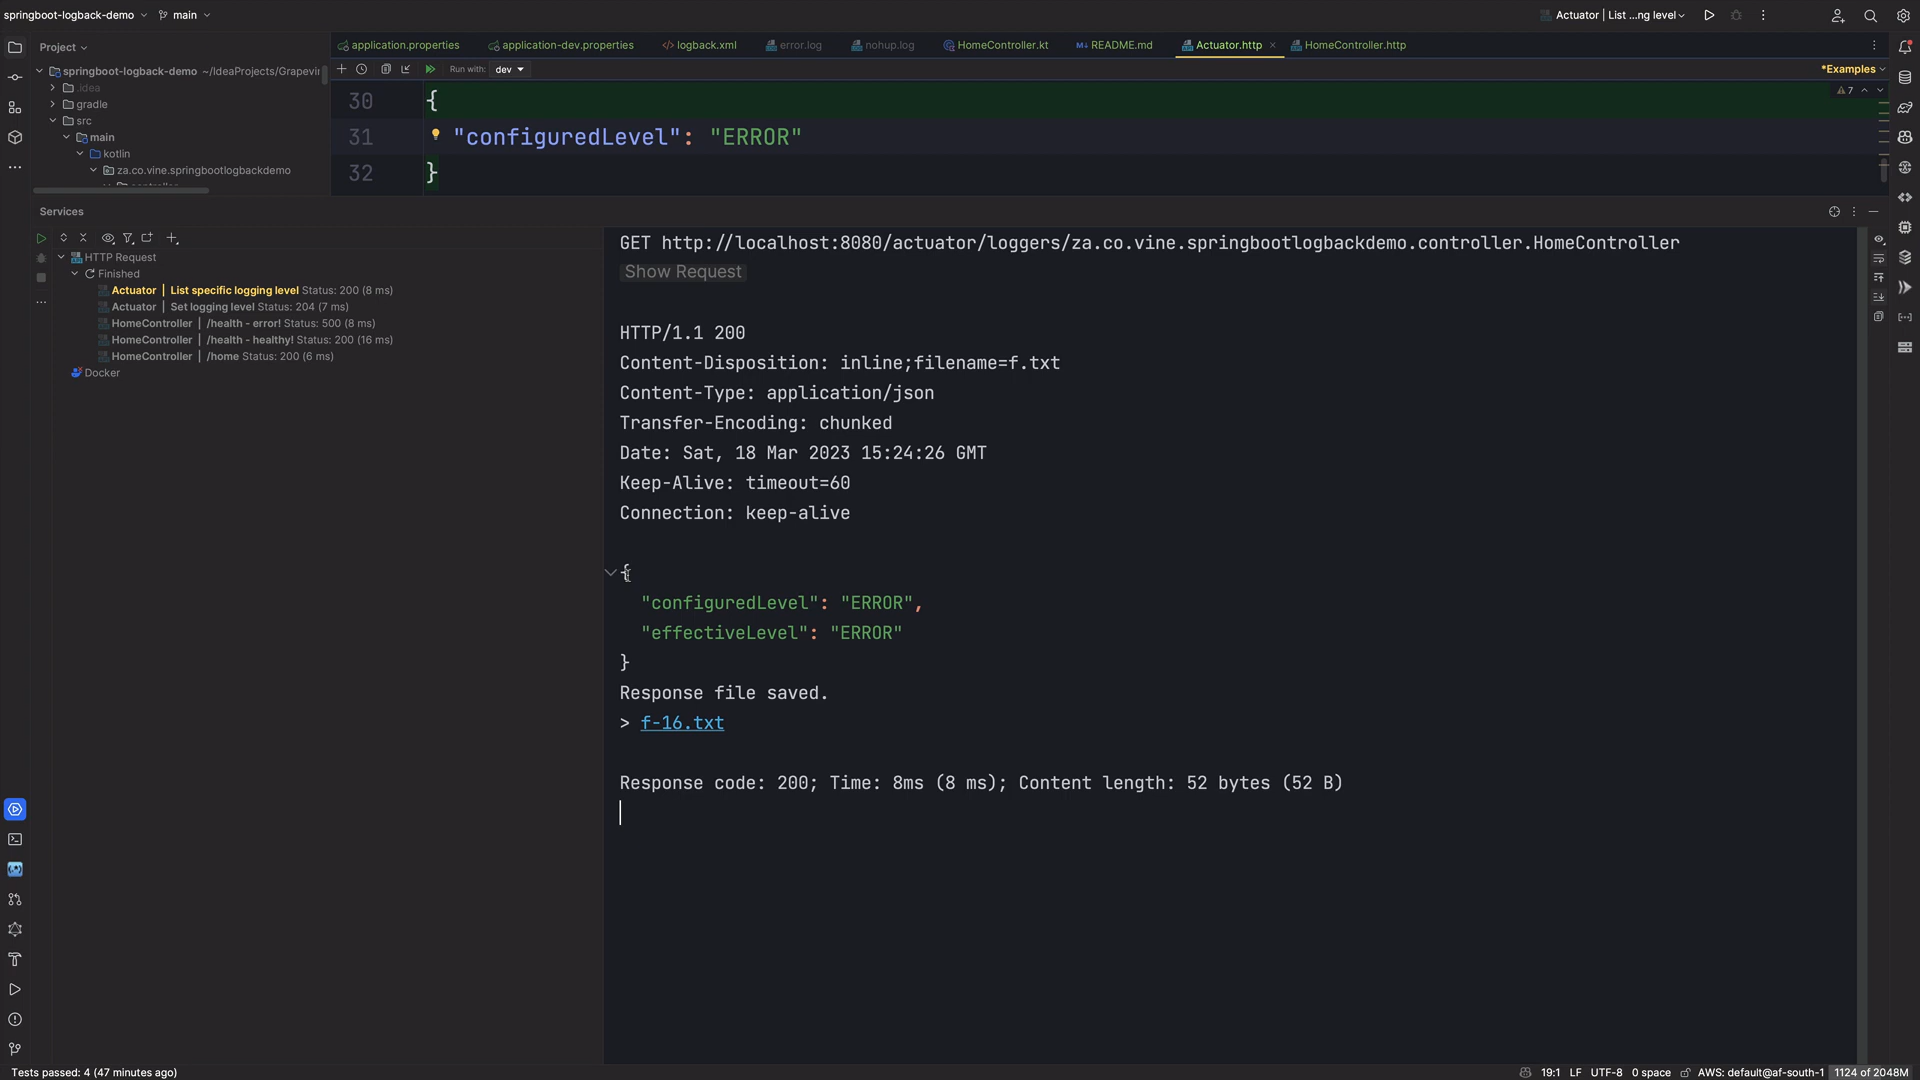 springboot-logback-demo
main
Actuator | List ...ng level
Project
application.properties
application-dev.properties
logback.xml
error.log
nohup.log
HomeController.kt
README.md
Actuator.http
HomeController.http
springboot-logback-demo ~/IdeaProjects/Grapevin
.idea
gradle
src
main
kotlin
za.co.vine.springbootlogbackdemo
Run with: dev
*Examples
7
30 {
31 "configuredLevel": "ERROR"
32 }
Services
HTTP Request
Finished
Actuator | List specific logging level Status: 200 (8 ms)
Actuator | Set logging level Status: 204 (7 ms)
HomeController | /health - error! Status: 500 (8 ms)
HomeController | /health - healthy! Status: 200 (16 ms)
HomeController | /home Status: 200 (6 ms)
Docker
GET http://localhost:8080/actuator/loggers/za.co.vine.springbootlogbackdemo.controller.HomeController
Show Request
HTTP/1.1 200
Content-Disposition: inline;filename=f.txt
Content-Type: application/json
Transfer-Encoding: chunked
Date: Sat, 18 Mar 2023 15:24:26 GMT
Keep-Alive: timeout=60
Connection: keep-alive
{
"configuredLevel": "ERROR",
"effectiveLevel": "ERROR"
}
Response file saved.
> f-16.txt
Response code: 200; Time: 8ms (8 ms); Content length: 52 bytes (52 B)
Tests passed: 4 (47 minutes ago)
19:1 LF UTF-8 0 space AWS: default@af-south-1 1124 of 2048M